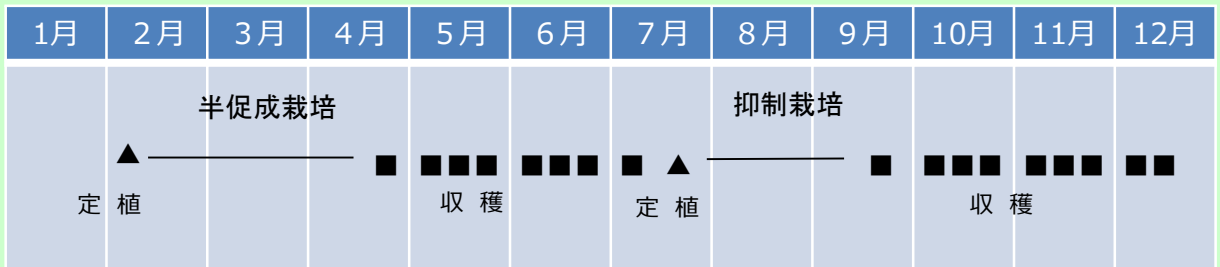 1月 2月 3月 4月 5月 6月 7月 8月 9月 10月 11月 12月
半促成栽培 抑制栽培
▲ ■ ■■■ ■■■ ■ ▲ ■ ■■■ ■■■ ■■
定植 収穫 定植 収穫